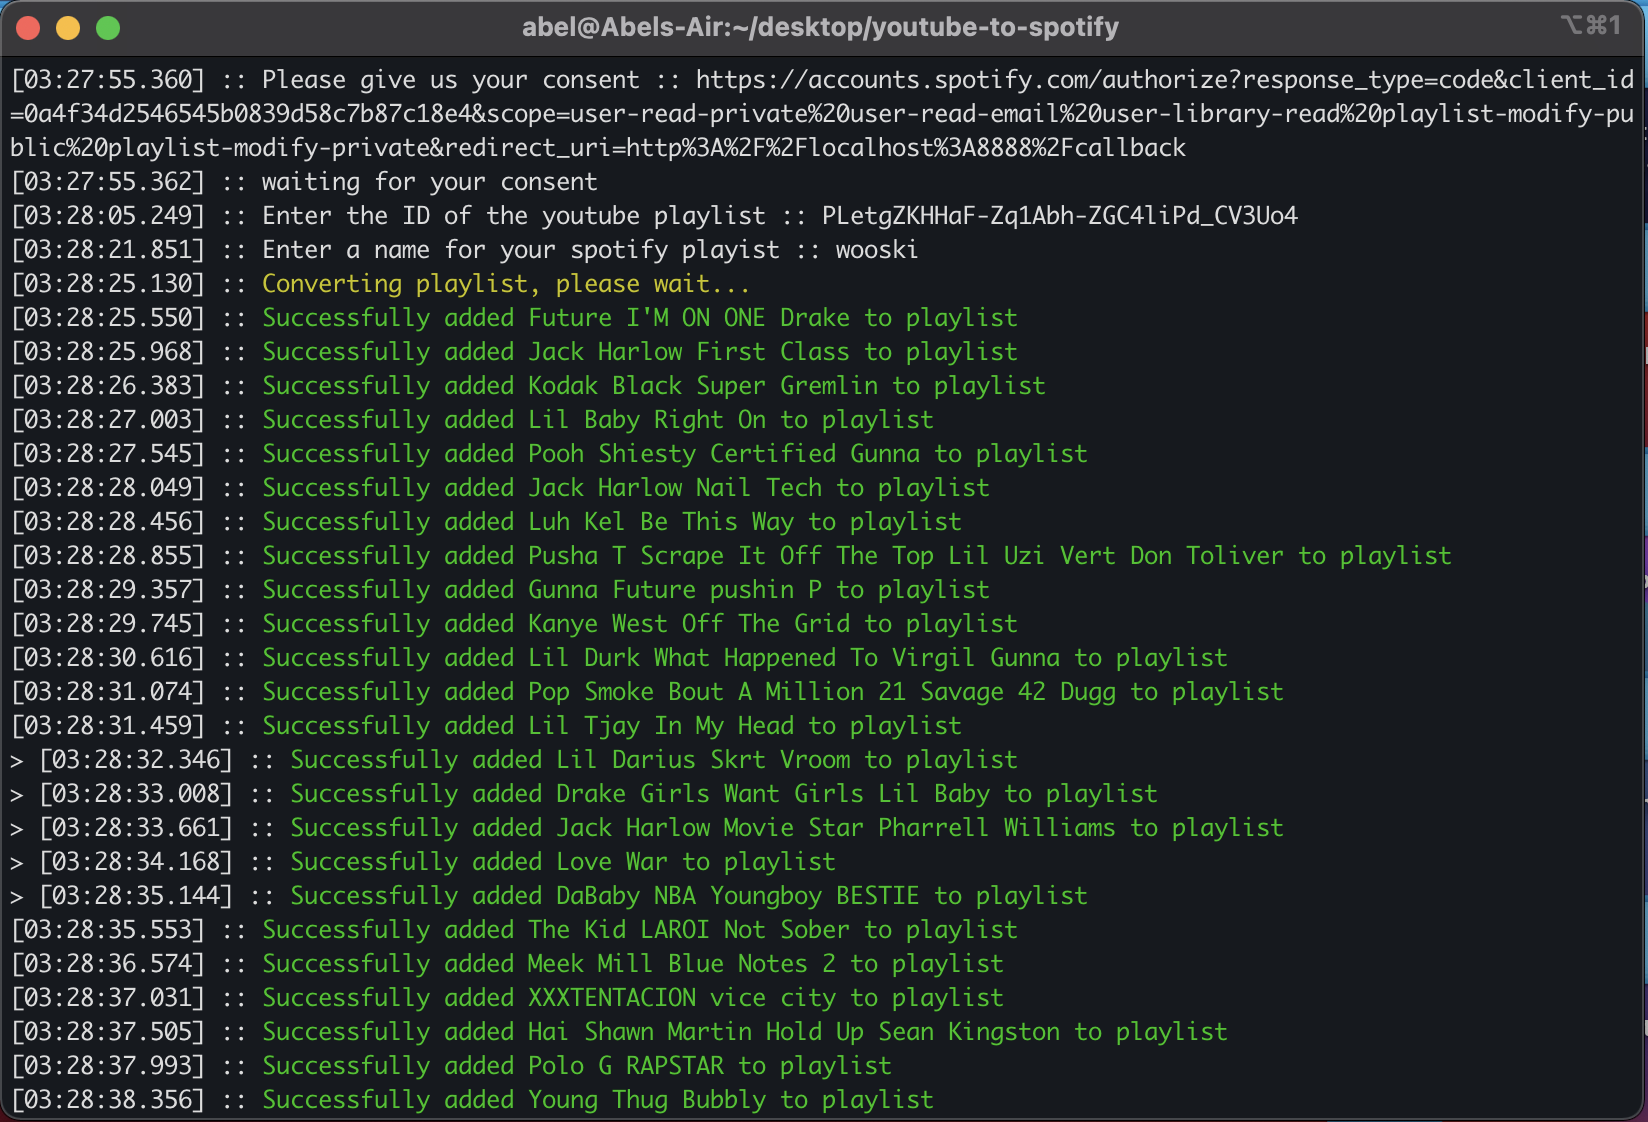 abel@Abels-Air:~/desktop/youtube-to-spotify
⌥⌘1
[03:27:55.360] :: Please give us your consent :: https://accounts.spotify.com/authorize?response_type=code&client_id
=0a4f34d2546545b0839d58c7b87c18e4&scope=user-read-private%20user-read-email%20user-library-read%20playlist-modify-pu
blic%20playlist-modify-private&redirect_uri=http%3A%2F%2Flocalhost%3A8888%2Fcallback
[03:27:55.362] :: waiting for your consent
[03:28:05.249] :: Enter the ID of the youtube playlist :: PLetgZKHHaF-Zq1Abh-ZGC4liPd_CV3Uo4
[03:28:21.851] :: Enter a name for your spotify playist :: wooski
[03:28:25.130] :: Converting playlist, please wait...
[03:28:25.550] :: Successfully added Future I'M ON ONE Drake to playlist
[03:28:25.968] :: Successfully added Jack Harlow First Class to playlist
[03:28:26.383] :: Successfully added Kodak Black Super Gremlin to playlist
[03:28:27.003] :: Successfully added Lil Baby Right On to playlist
[03:28:27.545] :: Successfully added Pooh Shiesty Certified Gunna to playlist
[03:28:28.049] :: Successfully added Jack Harlow Nail Tech to playlist
[03:28:28.456] :: Successfully added Luh Kel Be This Way to playlist
[03:28:28.855] :: Successfully added Pusha T Scrape It Off The Top Lil Uzi Vert Don Toliver to playlist
[03:28:29.357] :: Successfully added Gunna Future pushin P to playlist
[03:28:29.745] :: Successfully added Kanye West Off The Grid to playlist
[03:28:30.616] :: Successfully added Lil Durk What Happened To Virgil Gunna to playlist
[03:28:31.074] :: Successfully added Pop Smoke Bout A Million 21 Savage 42 Dugg to playlist
[03:28:31.459] :: Successfully added Lil Tjay In My Head to playlist
> [03:28:32.346] :: Successfully added Lil Darius Skrt Vroom to playlist
> [03:28:33.008] :: Successfully added Drake Girls Want Girls Lil Baby to playlist
> [03:28:33.661] :: Successfully added Jack Harlow Movie Star Pharrell Williams to playlist
> [03:28:34.168] :: Successfully added Love War to playlist
> [03:28:35.144] :: Successfully added DaBaby NBA Youngboy BESTIE to playlist
[03:28:35.553] :: Successfully added The Kid LAROI Not Sober to playlist
[03:28:36.574] :: Successfully added Meek Mill Blue Notes 2 to playlist
[03:28:37.031] :: Successfully added XXXTENTACION vice city to playlist
[03:28:37.505] :: Successfully added Hai Shawn Martin Hold Up Sean Kingston to playlist
[03:28:37.993] :: Successfully added Polo G RAPSTAR to playlist
[03:28:38.356] :: Successfully added Young Thug Bubbly to playlist